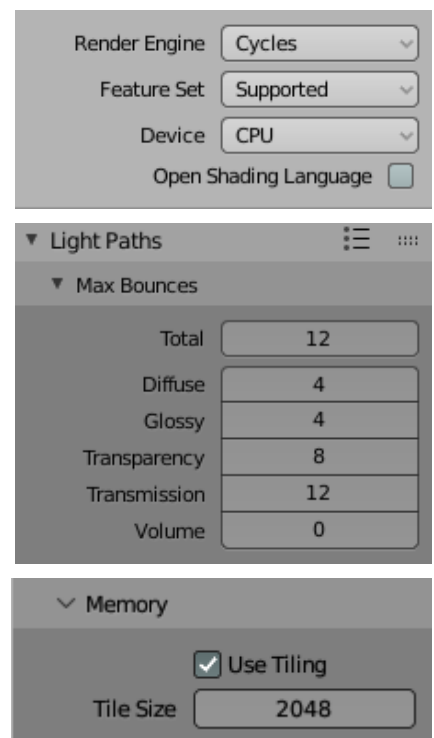 Render Engine Cycles
Feature Set Supported
Device CPU
Open Shading Language
Light Paths
Max Bounces
Total 12
Diffuse 4
Glossy 4
Transparency 8
Transmission 12
Volume 0
Memory
Use Tiling
Tile Size 2048